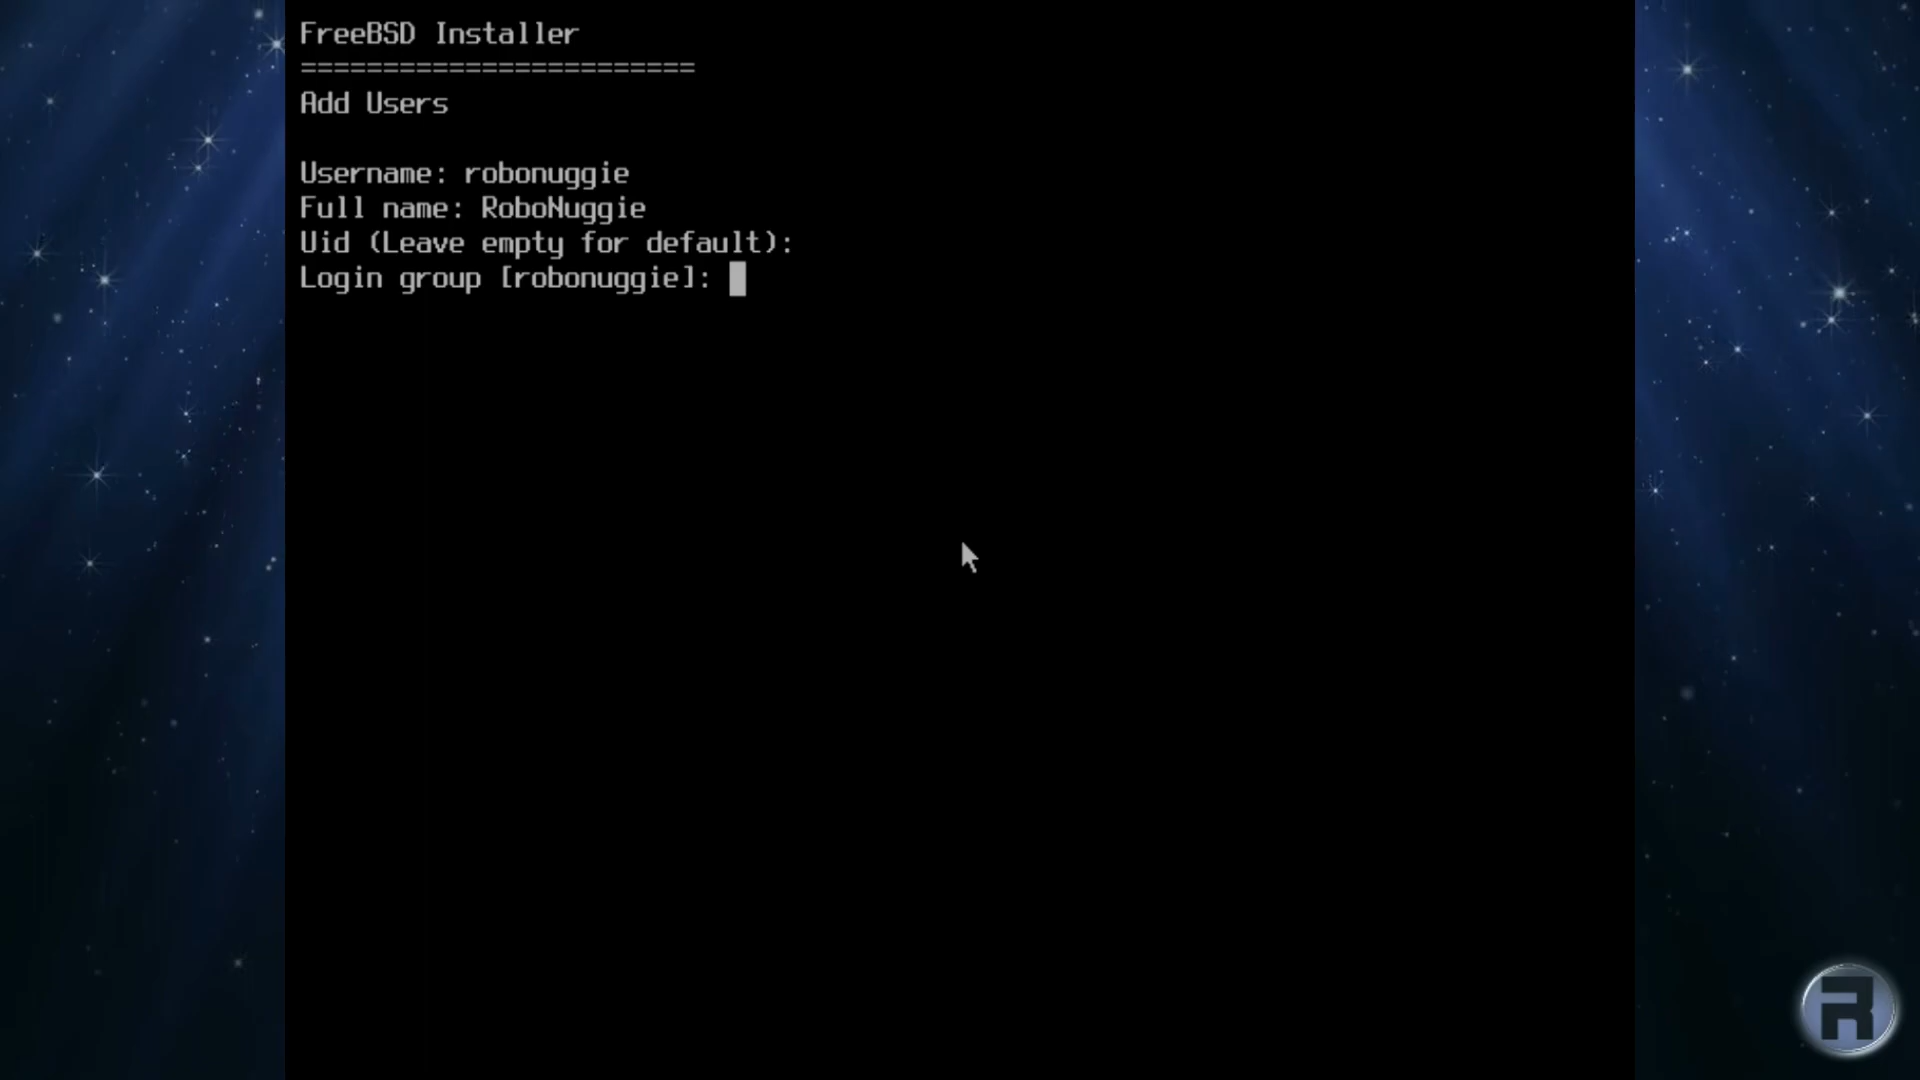 FreeBSD Installer
========================
Add Users
Username: robonuggie
Full name: RoboNuggie
Uid (Leave empty for default):
Login group [robonuggie]:
R